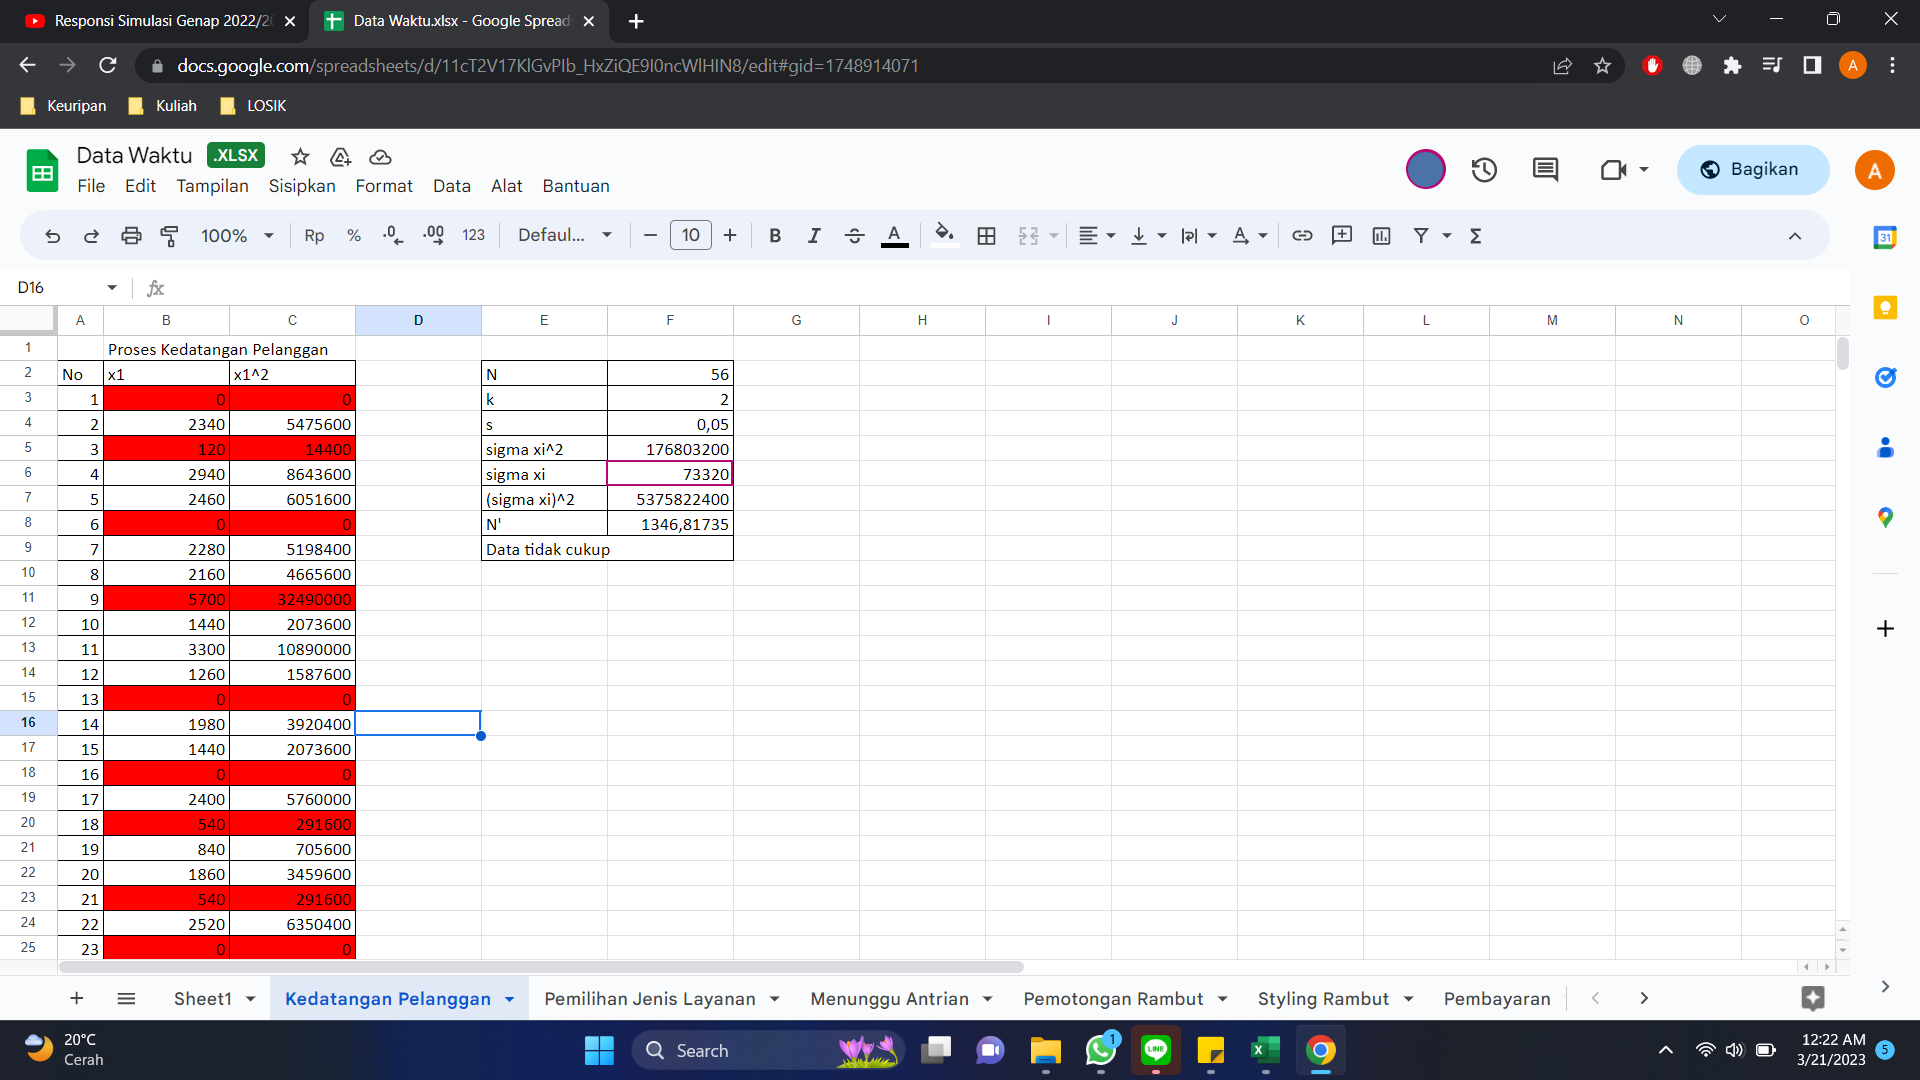 Responsi Simulasi Genap 2022/2
Data Waktu.xlsx - Google Spread
docs.google.com/spreadsheets/d/11cT2V17KlGvPIb_HxZiQE9I0ncWlHIN8/edit#gid=1748914071
A
Keuripan Kuliah LOSIK
Data Waktu .XLSX
File Edit Tampilan Sisipkan Format Data Alat Bantuan
Bagikan
A
100% Rp % .0 .00 123 Defaul... 10 B I A
31
D16 fx
A B C D E F G H I J K L M N O
1 Proses Kedatangan Pelanggan
2 No x1 x1^2 N 56
3 1 0 0 k 2
4 2 2340 5475600 s 0,05
5 3 120 14400 sigma xi^2 176803200
6 4 2940 8643600 sigma xi 73320
7 5 2460 6051600 (sigma xi)^2 5375822400
8 6 0 0 N' 1346,81735
9 7 2280 5198400 Data tidak cukup
10 8 2160 4665600
11 9 5700 32490000
12 10 1440 2073600
13 11 3300 10890000
14 12 1260 1587600
15 13 0 0
16 14 1980 3920400
17 15 1440 2073600
18 16 0 0
19 17 2400 5760000
20 18 540 291600
21 19 840 705600
22 20 1860 3459600
23 21 540 291600
24 22 2520 6350400
25 23 0 0
Sheet1 Kedatangan Pelanggan Pemilihan Jenis Layanan Menunggu Antrian Pemotongan Rambut Styling Rambut Pembayaran
20°C
Cerah
Search
1
LINE
12:22 AM
3/21/2023
5